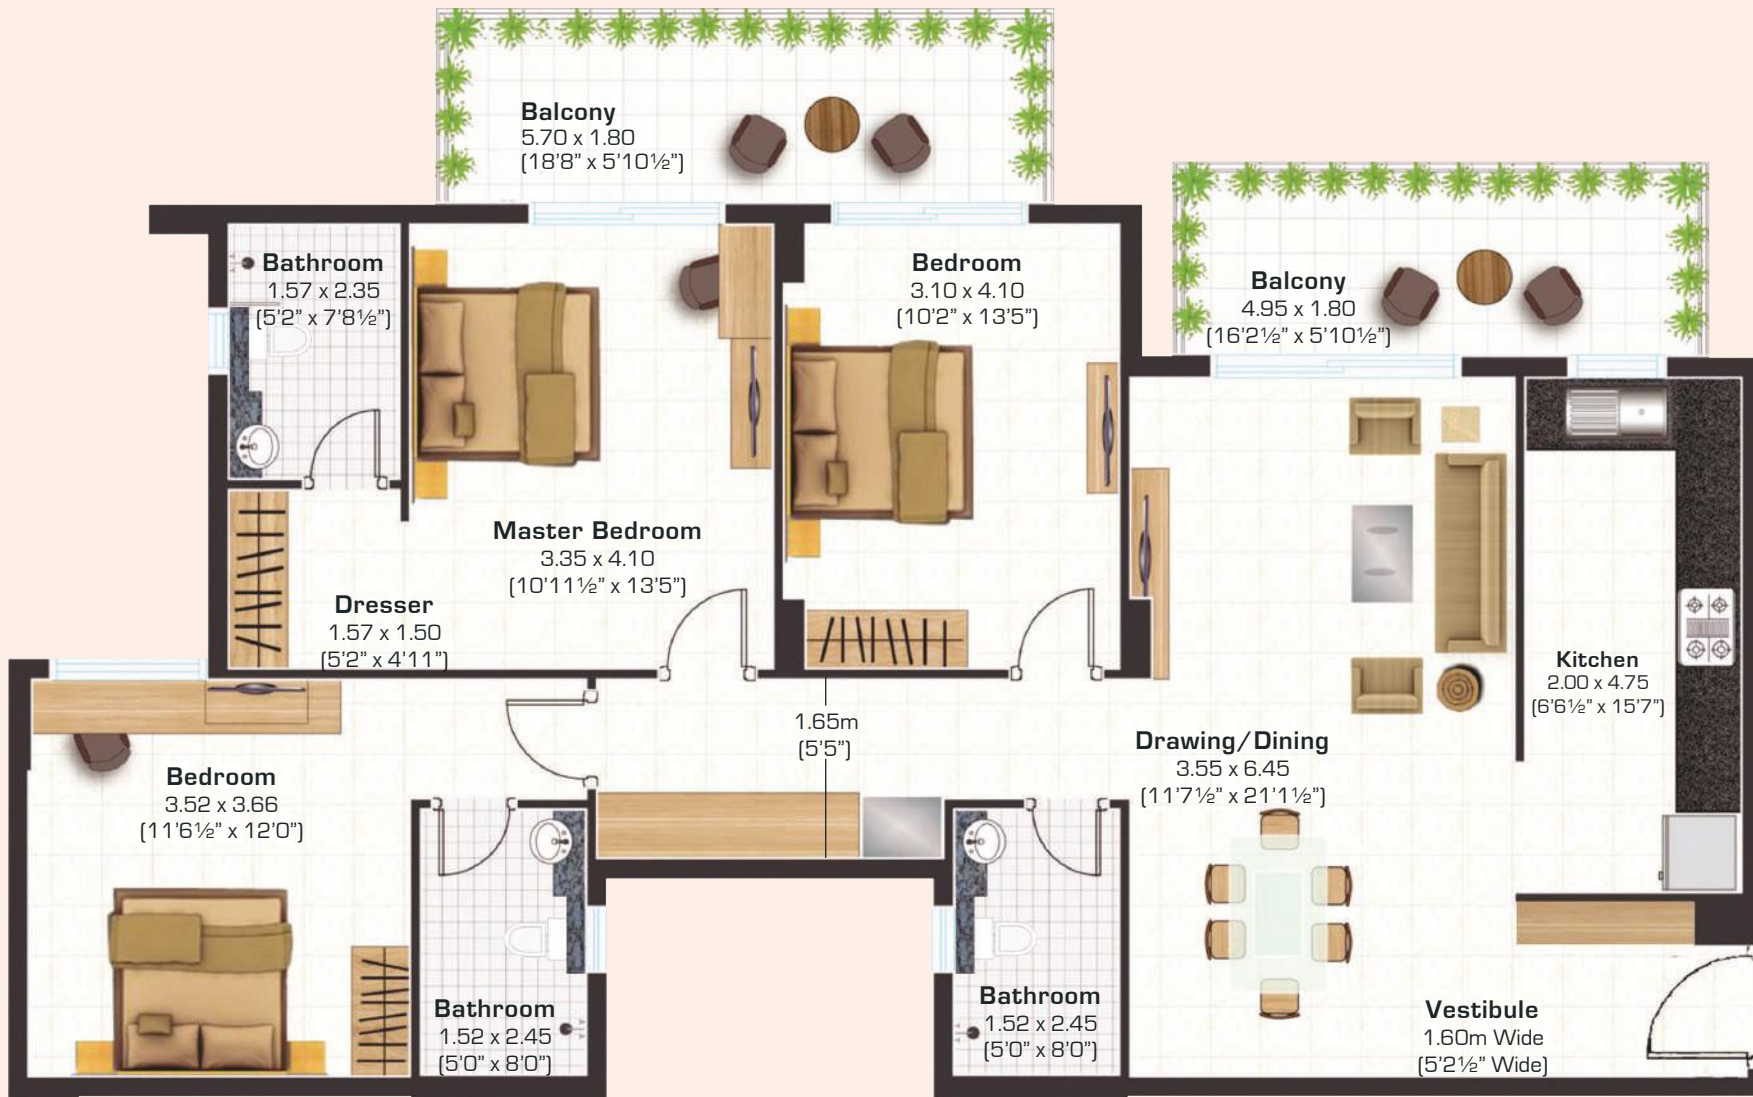 Balcony
5.70 x 1.80
(18'8" x 5'10½")
Balcony
4.95 x 1.80
(16'2½" x 5'10½")
Bathroom
1.57 x 2.35
(5'2" x 7'8½")
Bedroom
3.10 x 4.10
(10'2" x 13'5")
Master Bedroom
3.35 x 4.10
(10'11½" x 13'5")
Dresser
1.57 x 1.50
(5'2" x 4'11")
Kitchen
2.00 x 4.75
(6'6½" x 15'7")
1.65m
(5'5")
Drawing/Dining
3.55 x 6.45
(11'7½" x 21'1½")
Bedroom
3.52 x 3.66
(11'6½" x 12'0")
Bathroom
1.52 x 2.45
(5'0" x 8'0")
Bathroom
1.52 x 2.45
(5'0" x 8'0")
Vestibule
1.60m Wide
(5'2½" Wide)